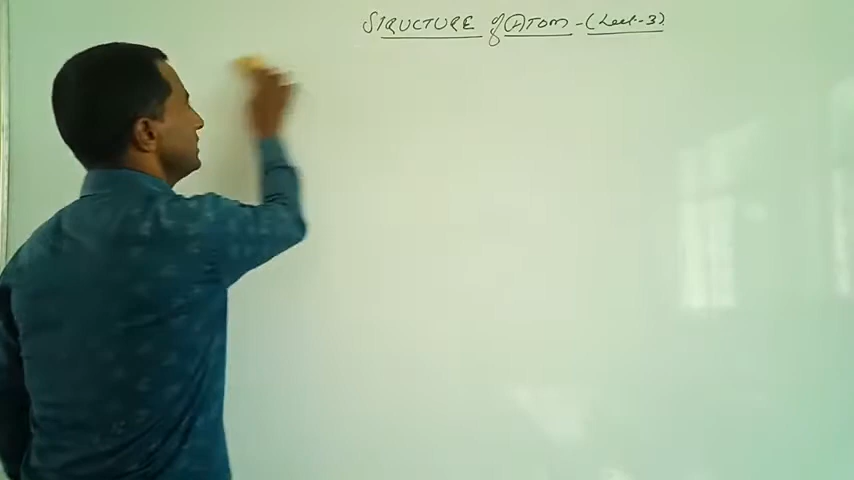 STRUCTURE of ATOM - (Lect-3)